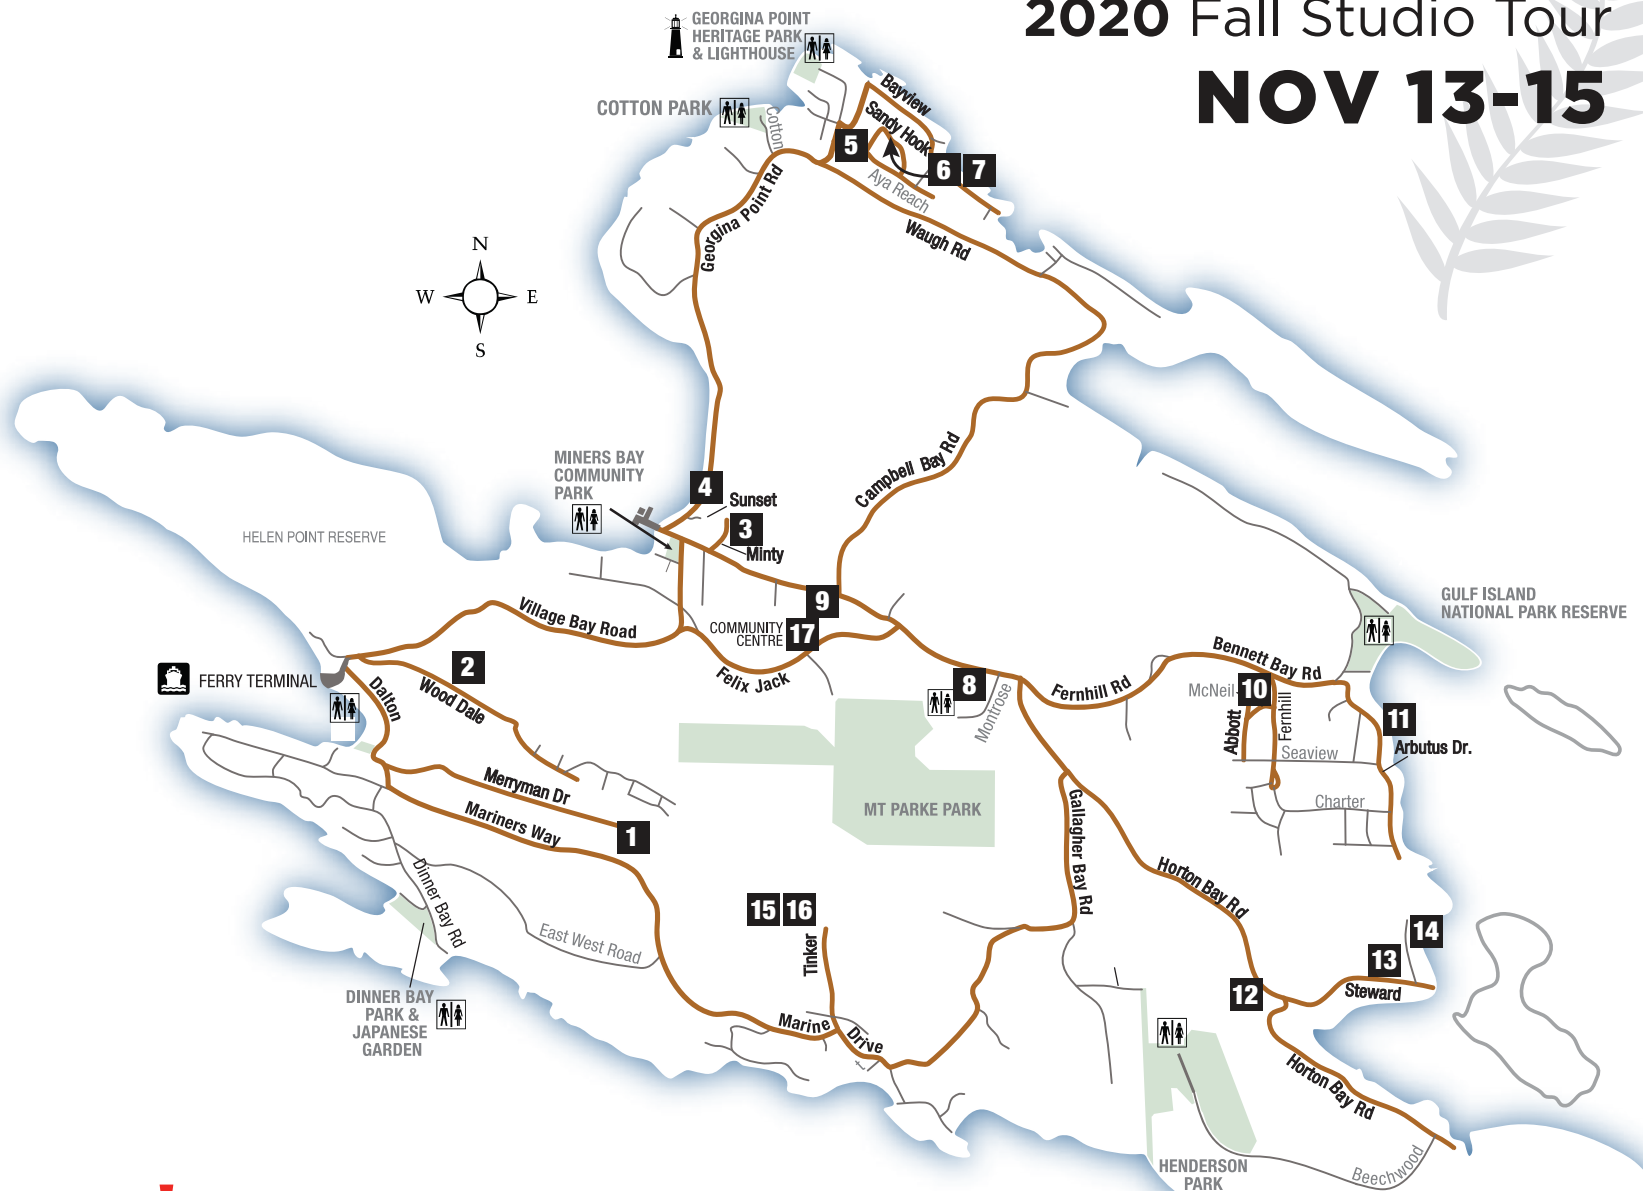 2020 Fall Studio Tour
NOV 13-15
GEORGINA POINT
HERITAGE PARK
& LIGHTHOUSE
COTTON PARK
Cotton
Bayview
Sandy Hook
5
6
7
Aya Reach
Georgina Point Rd
Waugh Rd
N
W
E
S
MINERS BAY
COMMUNITY
PARK
4
Sunset
3
Minty
Campbell Bay Rd
HELEN POINT RESERVE
9
COMMUNITY
CENTRE
17
Village Bay Road
Felix Jack
GULF ISLAND
NATIONAL PARK RESERVE
FERRY TERMINAL
Dalton
2
Wood Dale
8
Montrose
Fernhill Rd
Bennett Bay Rd
McNeil
10
Abbott
Fernhill
Seaview
11
Arbutus Dr.
Charter
Merryman Dr
Mariners Way
1
MT PARKE PARK
Gallagher Bay Rd
Horton Bay Rd
Dinner Bay Rd
East West Road
15
16
Tinker
14
13
12
Steward
DINNER BAY
PARK &
JAPANESE
GARDEN
Marine Drive
Horton Bay Rd
HENDERSON
PARK
Beechwood